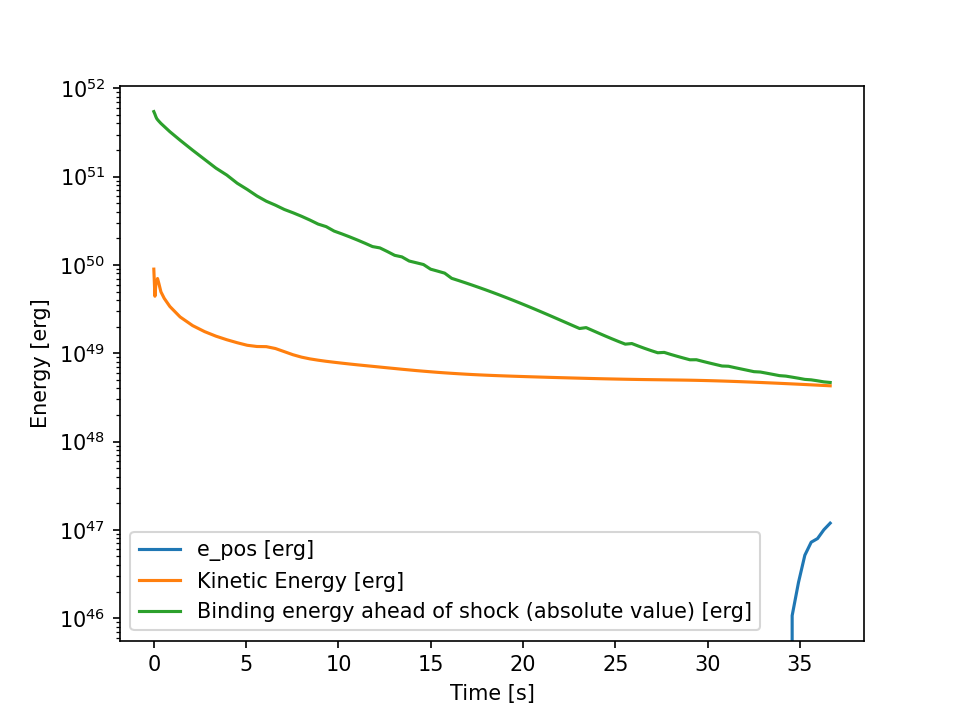 10^52
10^51
10^50
10^49
10^48
10^47
10^46
Energy [erg]
e_pos [erg]
Kinetic Energy [erg]
Binding energy ahead of shock (absolute value) [erg]
0 5 10 15 20 25 30 35
Time [s]